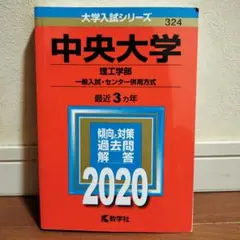 大学入試シリーズ
324
中央大学
理工学部
一般入試・センター併用方式
最近3カ年
傾向と対策
過去問
解答
2020
教学社